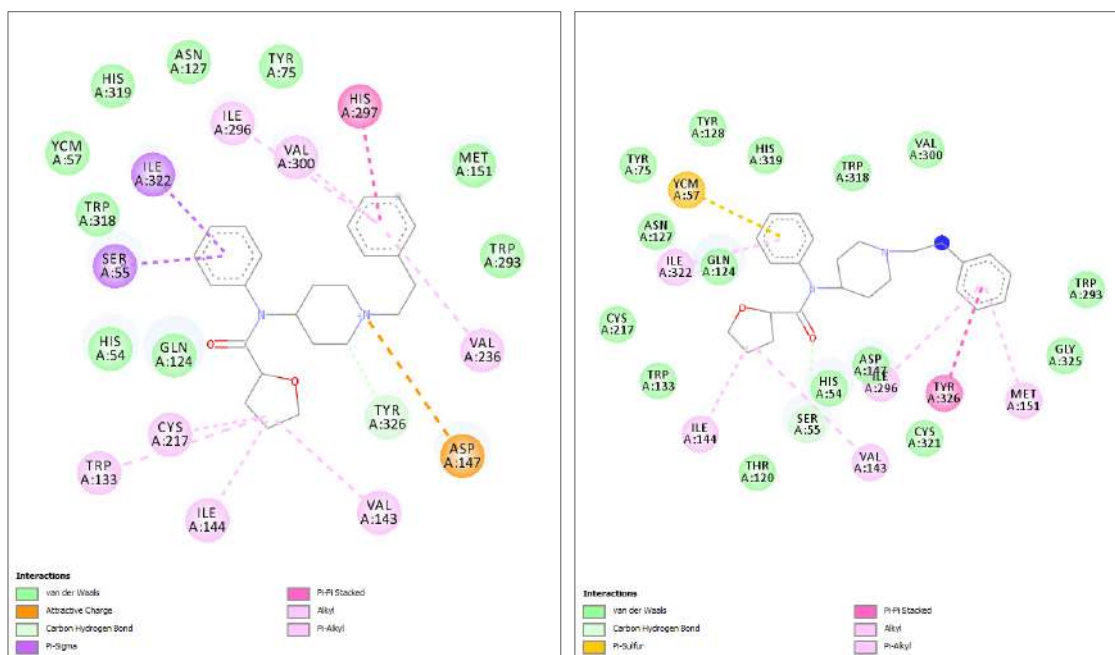 ASN
A:127
TYR
A:75
HIS
A:319
ILE
A:296
HIS
A:297
VAL
A:300
YCM
A:57
ILE
A:322
MET
A:151
TRP
A:318
SER
A:55
TRP
A:293
N
N
O
HIS
A:54
GLN
A:124
VAL
A:236
O
CYS
A:217
TYR
A:326
ASP
A:147
TRP
A:133
ILE
A:144
VAL
A:143
Interactions
van der Waals
Attractive Charge
Carbon Hydrogen Bond
Pi-Sigma
Pi-Pi Stacked
Alkyl
Pi-Alkyl
TYR
A:128
TYR
A:75
HIS
A:319
TRP
A:318
VAL
A:300
YCM
A:57
ASN
A:127
ILE
A:322
GLN
A:124
N
N
TRP
A:293
O
O
CYS
A:217
GLY
A:325
TRP
A:133
HIS
A:54
ASP
A:147
ILE
A:296
TYR
A:326
MET
A:151
ILE
A:144
SER
A:55
CYS
A:321
VAL
A:143
THR
A:120
Interactions
van der Waals
Carbon Hydrogen Bond
Pi-Sulfur
Pi-Pi Stacked
Alkyl
Pi-Alkyl